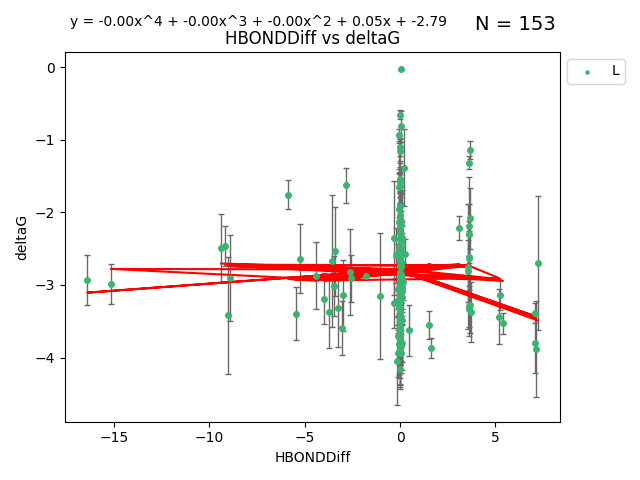 y = -0.00x^4 + -0.00x^3 + -0.00x^2 + 0.05x + -2.79
N = 153
HBONDDiff vs deltaG
L
0
−1
−2
−3
−4
deltaG
−15
−10
−5
0
5
HBONDDiff